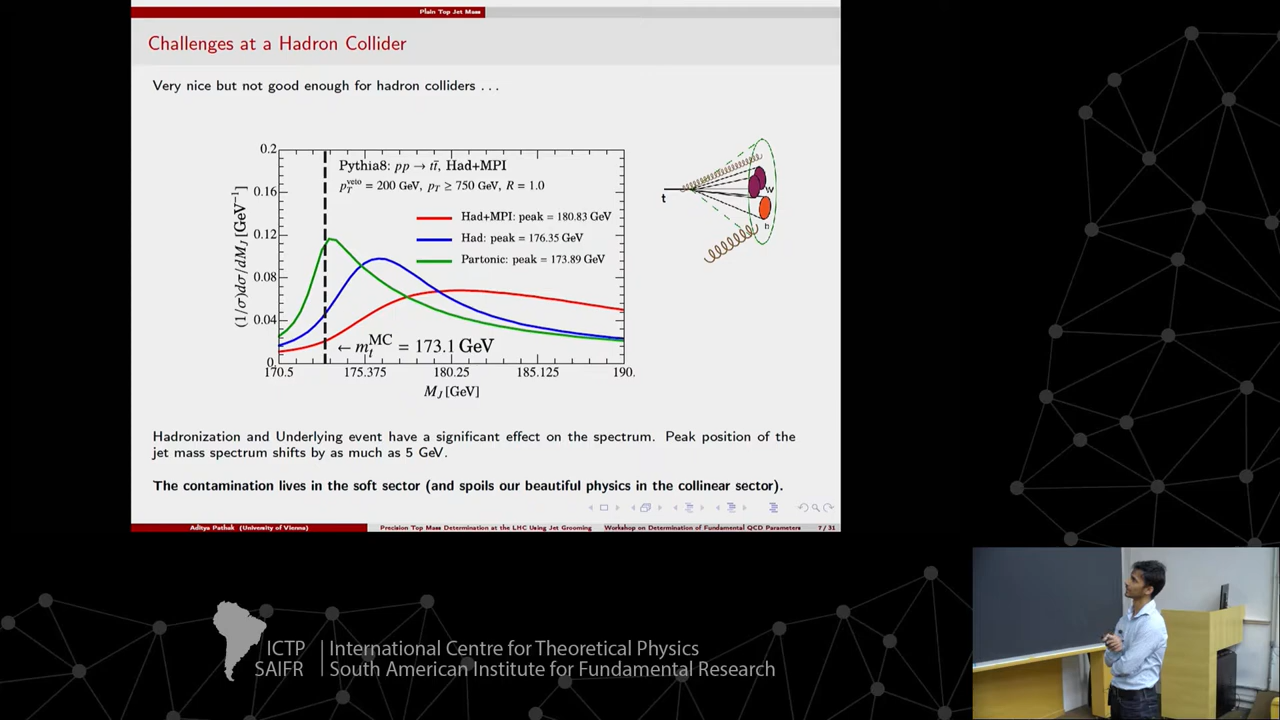 Plain Top Jet Mass
Challenges at a Hadron Collider
Very nice but not good enough for hadron colliders . . .
0.2
0.16
0.12
0.08
0.04
0
(1/σ)dσ/dM_J [GeV⁻¹]
Pythia8: pp → tt̄, Had+MPI
p_T^veto = 200 GeV, p_T ≥ 750 GeV, R = 1.0
Had+MPI: peak = 180.83 GeV
Had: peak = 176.35 GeV
Partonic: peak = 173.89 GeV
← m_t^MC = 173.1 GeV
170.5 175.375 180.25 185.125 190.
M_J [GeV]
t
W
b
Hadronization and Underlying event have a significant effect on the spectrum. Peak position of the
jet mass spectrum shifts by as much as 5 GeV.
The contamination lives in the soft sector (and spoils our beautiful physics in the collinear sector).
Aditya Pathak (University of Vienna) Precision Top Mass Determination at the LHC Using Jet Grooming Workshop on Determination of Fundamental QCD Parameters 7 / 31
ICTP International Centre for Theoretical Physics
SAIFR South American Institute for Fundamental Research